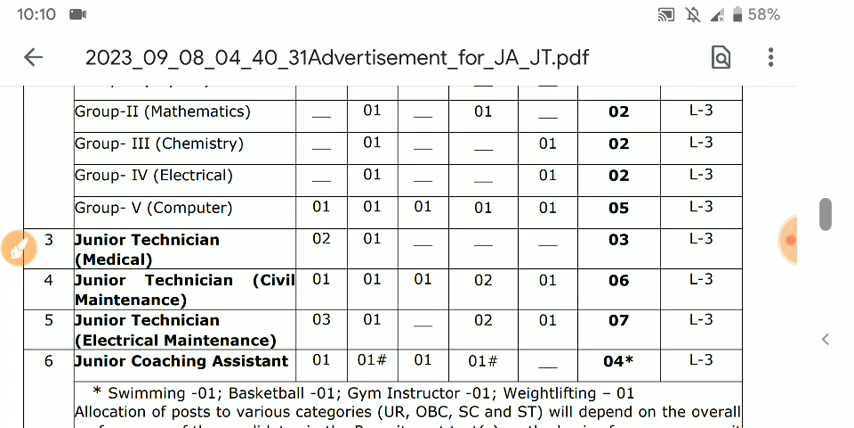 10:10 58%
2023_09_08_04_40_31Advertisement_for_JA_JT.pdf
Group-II (Mathematics) __ 01 __ 01 __ 02 L-3
Group- III (Chemistry) __ 01 __ __ 01 02 L-3
Group- IV (Electrical) __ 01 __ __ 01 02 L-3
Group- V (Computer) 01 01 01 01 01 05 L-3
3 Junior Technician 02 01 __ __ __ 03 L-3
(Medical)
4 Junior Technician (Civil 01 01 01 02 01 06 L-3
Maintenance)
5 Junior Technician 03 01 __ 02 01 07 L-3
(Electrical Maintenance)
6 Junior Coaching Assistant 01 01# 01 01# __ 04* L-3
* Swimming -01; Basketball -01; Gym Instructor -01; Weightlifting – 01
Allocation of posts to various categories (UR, OBC, SC and ST) will depend on the overall